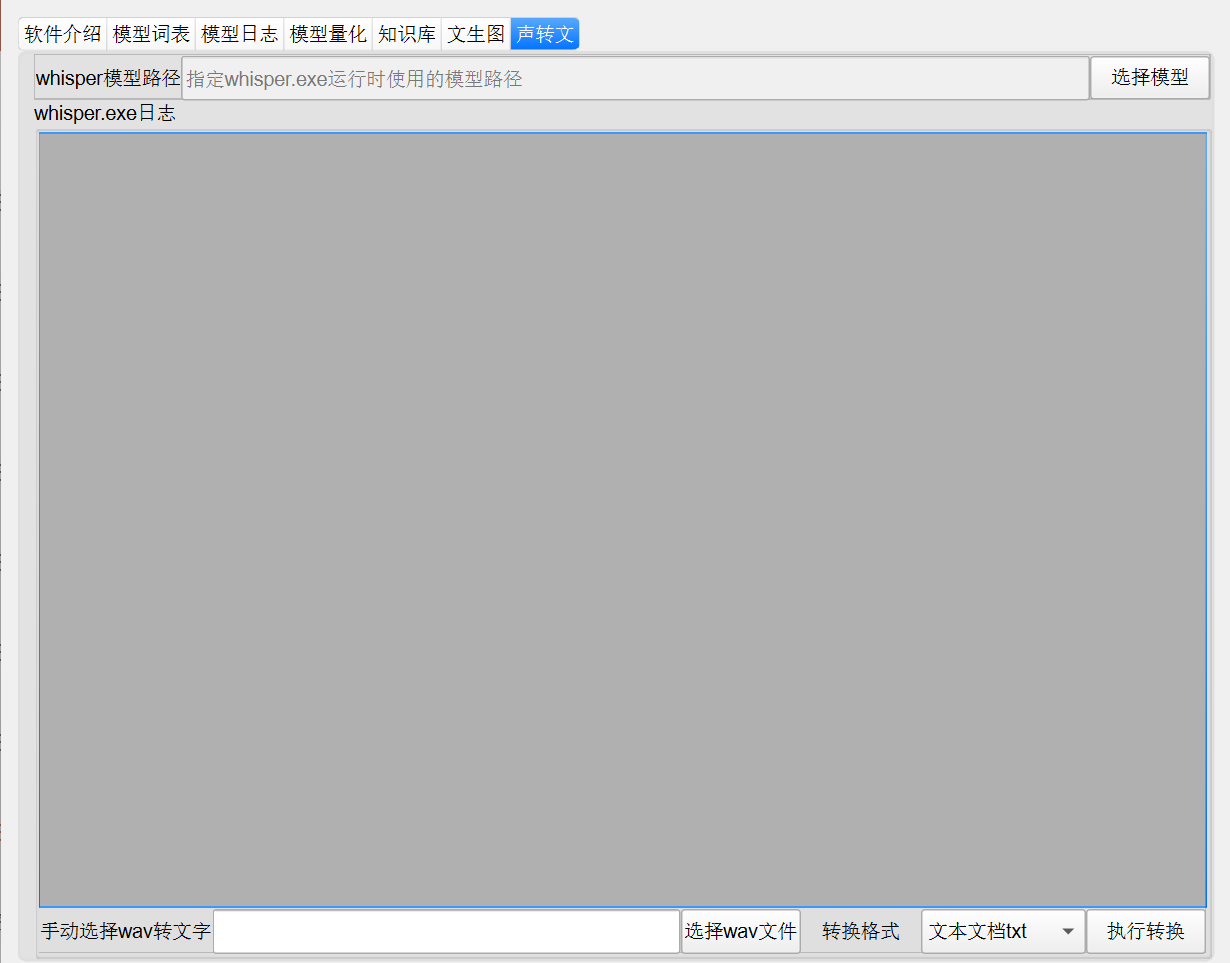 软件介绍 模型词表 模型日志 模型量化 知识库 文生图 声转文
whisper模型路径 指定whisper.exe运行时使用的模型路径 选择模型
whisper.exe日志
手动选择wav转文字 选择wav文件 转换格式 文本文档txt 执行转换